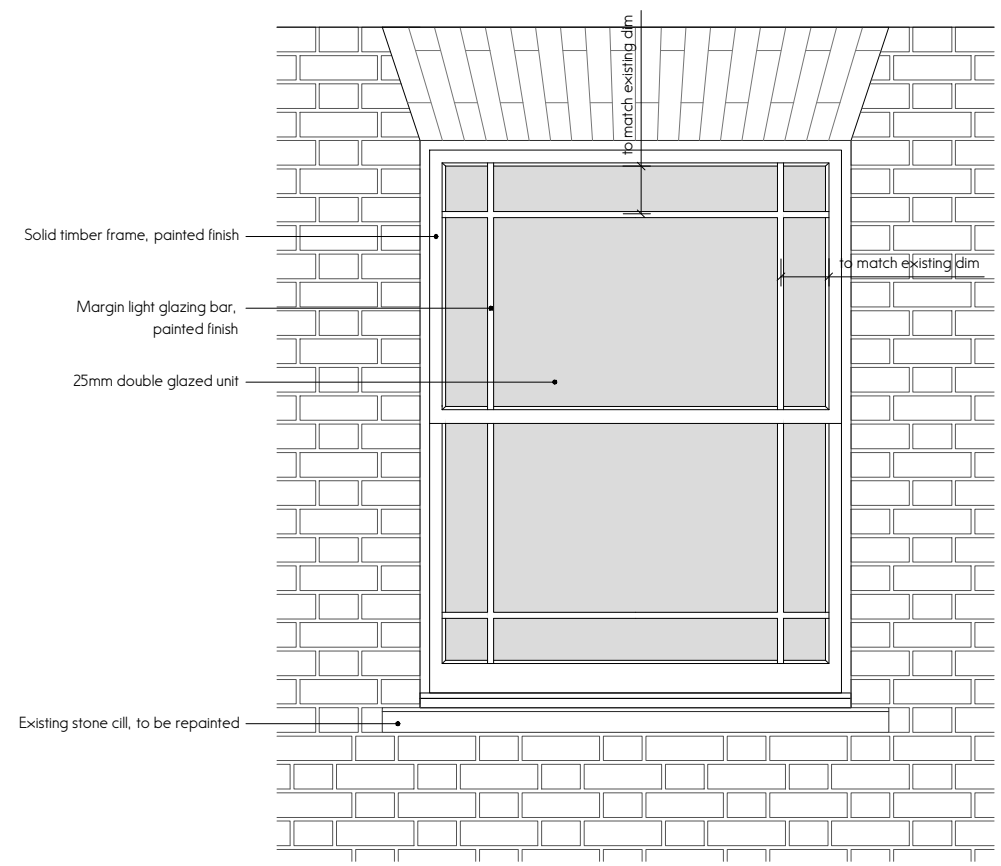 to match existing dim
Solid timber frame, painted finish
to match existing dim
Margin light glazing bar,
painted finish
25mm double glazed unit
Existing stone cill, to be repainted